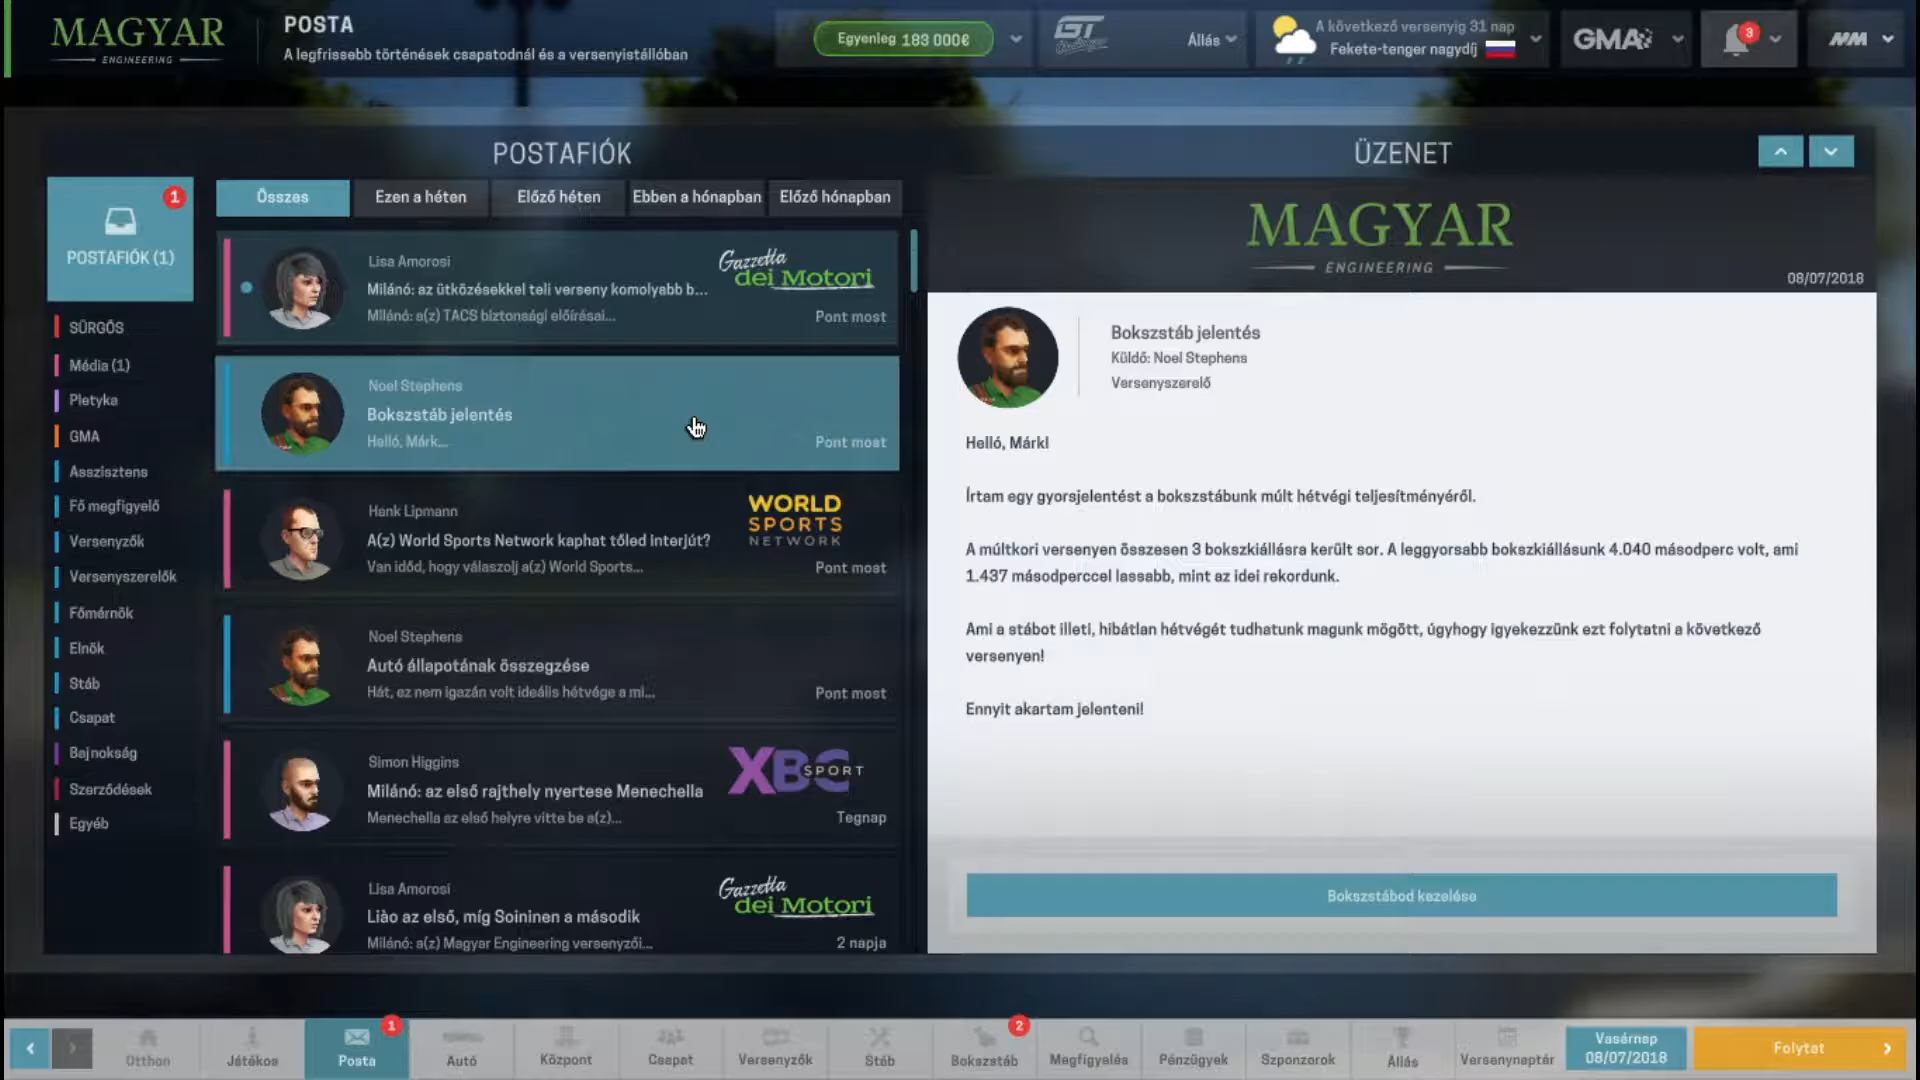 MAGYAR
ENGINEERING
POSTA
A legfrissebb történések csapatodnál és a versenyistállóban
Egyenleg 183 000€
GT
Challenger
Állás
A következő versenyig 31 nap
Fekete-tenger nagydíj
GMA
3
MM
POSTAFIÓK
ÜZENET
1
POSTAFIÓK (1)
Összes
Ezen a héten
Előző héten
Ebben a hónapban
Előző hónapban
SÜRGŐS
Média (1)
Pletyka
GMA
Asszisztens
Fő megfigyelő
Versenyzők
Versenyszerelők
Főmérnök
Elnök
Stáb
Csapat
Bajnokság
Szerződések
Egyéb
Lisa Amorosi
Milánó: az ütközésekkel teli verseny komolyabb b...
Milánó: a(z) TACS biztonsági előírásai...
Gazzetta
dei Motori
Pont most
Noel Stephens
Bokszstáb jelentés
Helló, Márk...
Pont most
Hank Lipmann
A(z) World Sports Network kaphat tőled interjút?
Van időd, hogy válaszolj a(z) World Sports...
WORLD
SPORTS
NETWORK
Pont most
Noel Stephens
Autó állapotának összegzése
Hát, ez nem igazán volt ideális hétvége a mi...
Pont most
Simon Higgins
Milánó: az első rajthely nyertese Menechella
Menechella az első helyre vitte be a(z)...
XBC SPORT
Tegnap
Lisa Amorosi
Liào az első, míg Soininen a második
Milánó: a(z) Magyar Engineering versenyzői...
Gazzetta
dei Motori
2 napja
MAGYAR
ENGINEERING
08/07/2018
Bokszstáb jelentés
Küldő: Noel Stephens
Versenyszerelő
Helló, Márk!
Írtam egy gyorsjelentést a bokszstábunk múlt hétvégi teljesítményéről.
A múltkori versenyen összesen 3 bokszkiállásra került sor. A leggyorsabb bokszkiállásunk 4.040 másodperc volt, ami
1.437 másodperccel lassabb, mint az idei rekordunk.
Ami a stábot illeti, hibátlan hétvégét tudhatunk magunk mögött, úgyhogy igyekezzünk ezt folytatni a következő
versenyen!
Ennyit akartam jelenteni!
Bokszstábod kezelése
Otthon
Játékos
1
Posta
Autó
Központ
Csapat
Versenyzők
Stáb
2
Bokszstáb
Megfigyelés
Pénzügyek
Szponzorok
Állás
Versenynaptár
Vasárnap
08/07/2018
Folytat